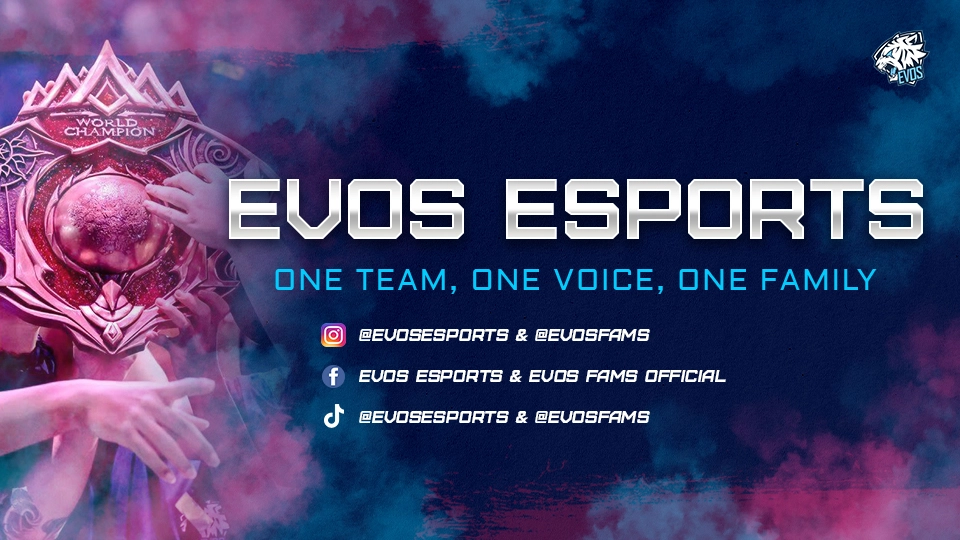 WORLD
CHAMPION
EVOS
EVOS ESPORTS
ONE TEAM, ONE VOICE, ONE FAMILY
@EVOSESPORTS & @EVOSFAMS
EVOS ESPORTS & EVOS FAMS OFFICIAL
@EVOSESPORTS & @EVOSFAMS